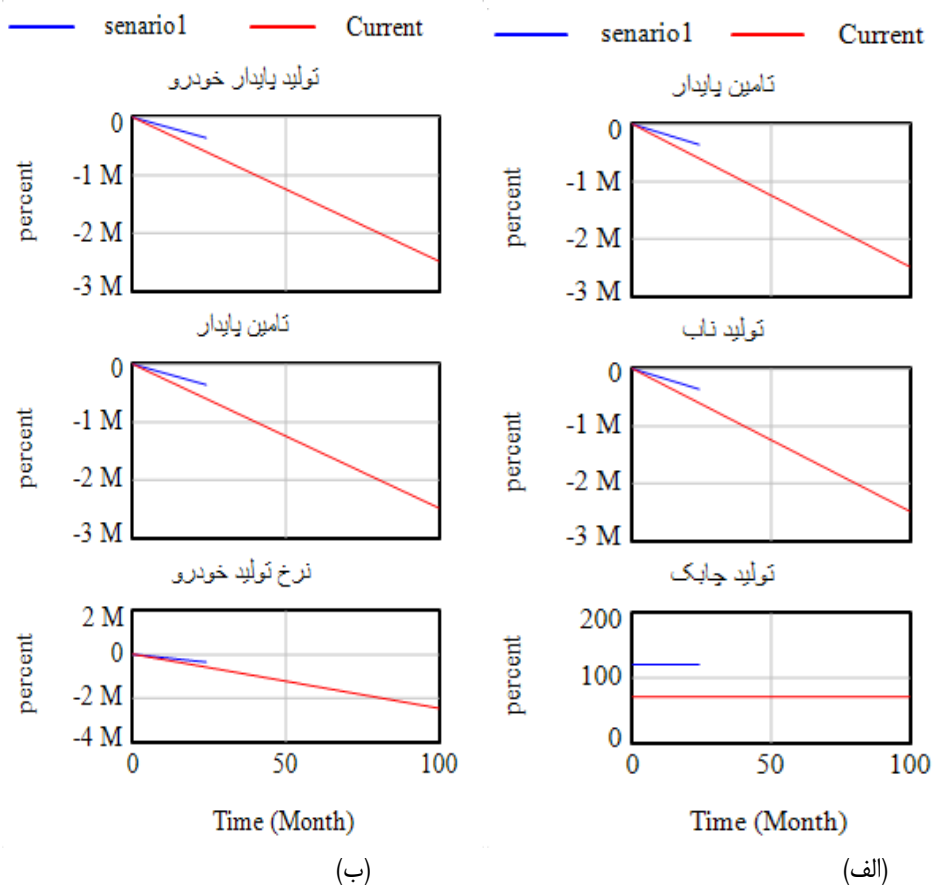 senario1 Current
تولید پایدار خودرو
0
-1 M
-2 M
-3 M
percent
تامین پایدار
0
-1 M
-2 M
-3 M
percent
نرخ تولید خودرو
2 M
0
-2 M
-4 M
percent
0 50 100
Time (Month)
(ب)
senario1 Current
تامین پایدار
0
-1 M
-2 M
-3 M
percent
تولید ناب
0
-1 M
-2 M
-3 M
percent
تولید چابک
200
100
0
percent
0 50 100
Time (Month)
(الف)